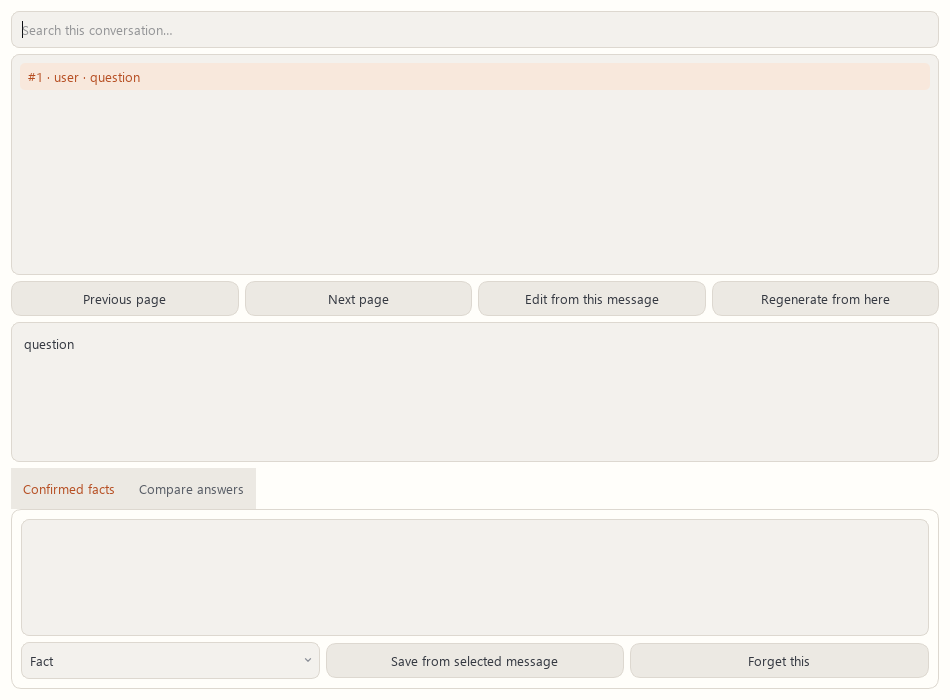 Search this conversation...
#1 · user · question
Previous page
Next page
Edit from this message
Regenerate from here
question
Confirmed facts
Compare answers
Fact
Save from selected message
Forget this